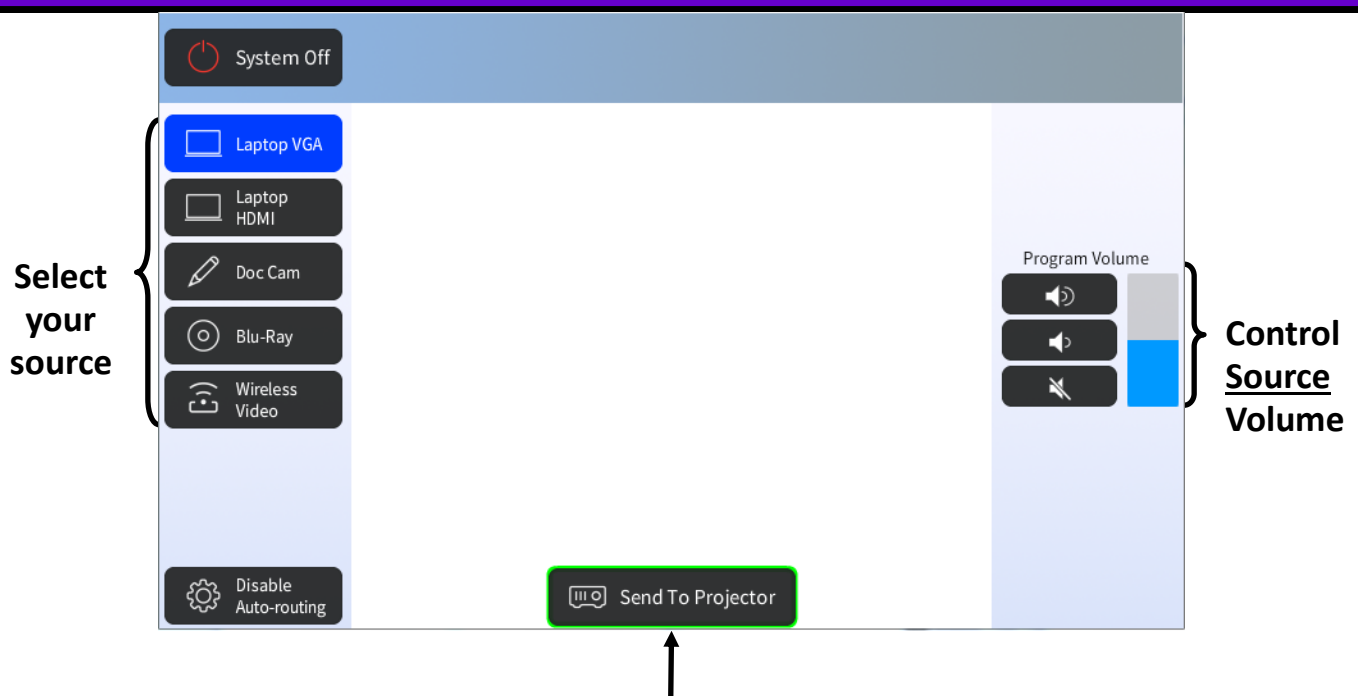 System Off
Laptop VGA
Laptop
HDMI
Doc Cam
Blu-Ray
Wireless
Video
Disable
Auto-routing
Select
your
source
Send To Projector
Program Volume
Control
Source
Volume